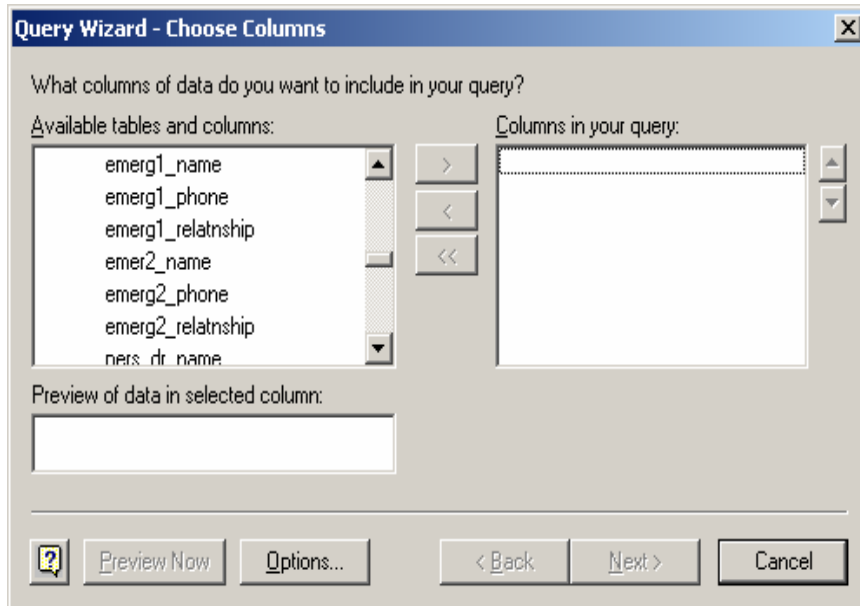 Query Wizard - Choose Columns
What columns of data do you want to include in your query?
Available tables and columns:
Columns in your query:
emerg1_name
emerg1_phone
emerg1_relatnship
emer2_name
emerg2_phone
emerg2_relatnship
pers_dr_name
>
<
<<
Preview of data in selected column:
Preview Now
Options...
< Back
Next >
Cancel